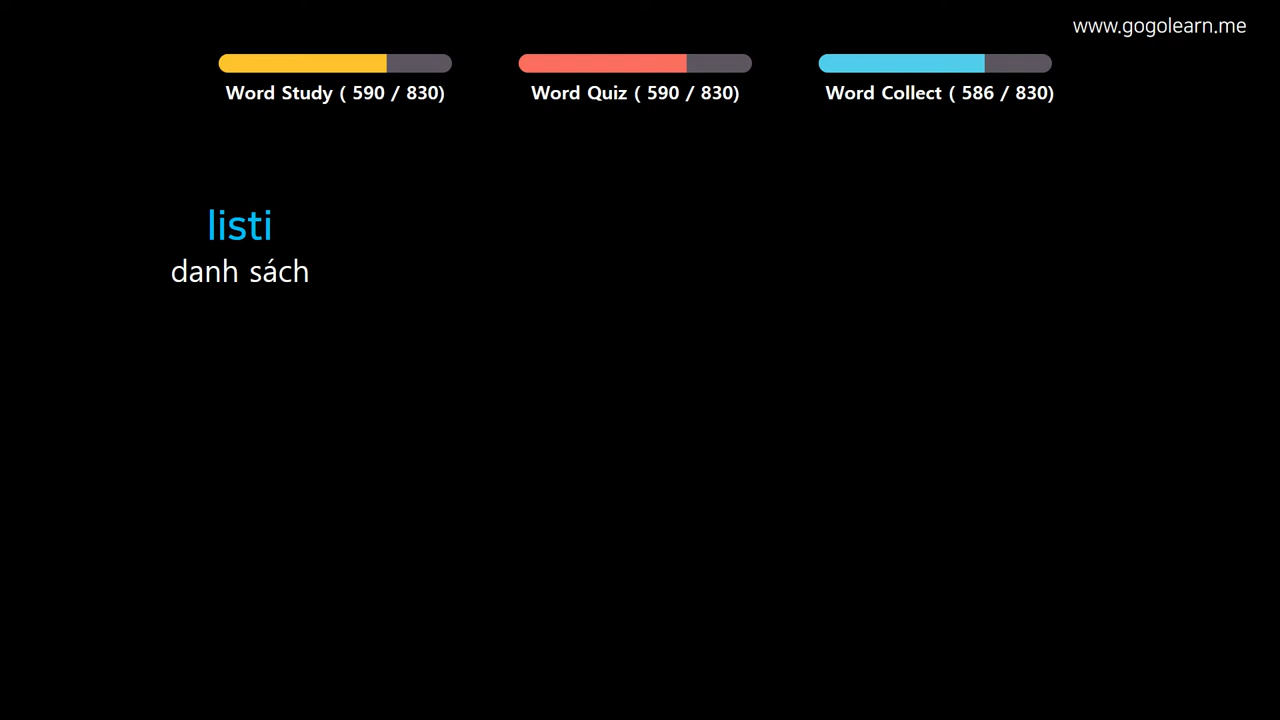 www.gogolearn.me
Word Study ( 590 / 830)
Word Quiz ( 590 / 830)
Word Collect ( 586 / 830)
listi
danh sách